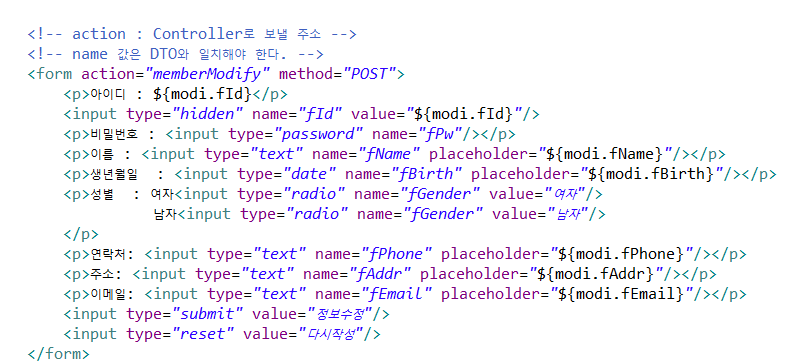 <!-- action : Controller로 보낼 주소 -->
<!-- name 값은 DTO와 일치해야 한다. -->
<form action="memberModify" method="POST">
<p>아이디 : ${modi.fId}</p>
<input type="hidden" name="fId" value="${modi.fId}"/>
<p>비밀번호 : <input type="password" name="fPw"/></p>
<p>이름 : <input type="text" name="fName" placeholder="${modi.fName}"/></p>
<p>생년월일  : <input type="date" name="fBirth" placeholder="${modi.fBirth}"/></p>
<p>성별  : 여자<input type="radio" name="fGender" value="여자"/>
남자<input type="radio" name="fGender" value="남자"/>
</p>
<p>연락처: <input type="text" name="fPhone" placeholder="${modi.fPhone}"/></p>
<p>주소: <input type="text" name="fAddr" placeholder="${modi.fAddr}"/></p>
<p>이메일: <input type="text" name="fEmail" placeholder="${modi.fEmail}"/></p>
<input type="submit" value="정보수정"/>
<input type="reset" value="다시작성"/>
</form>